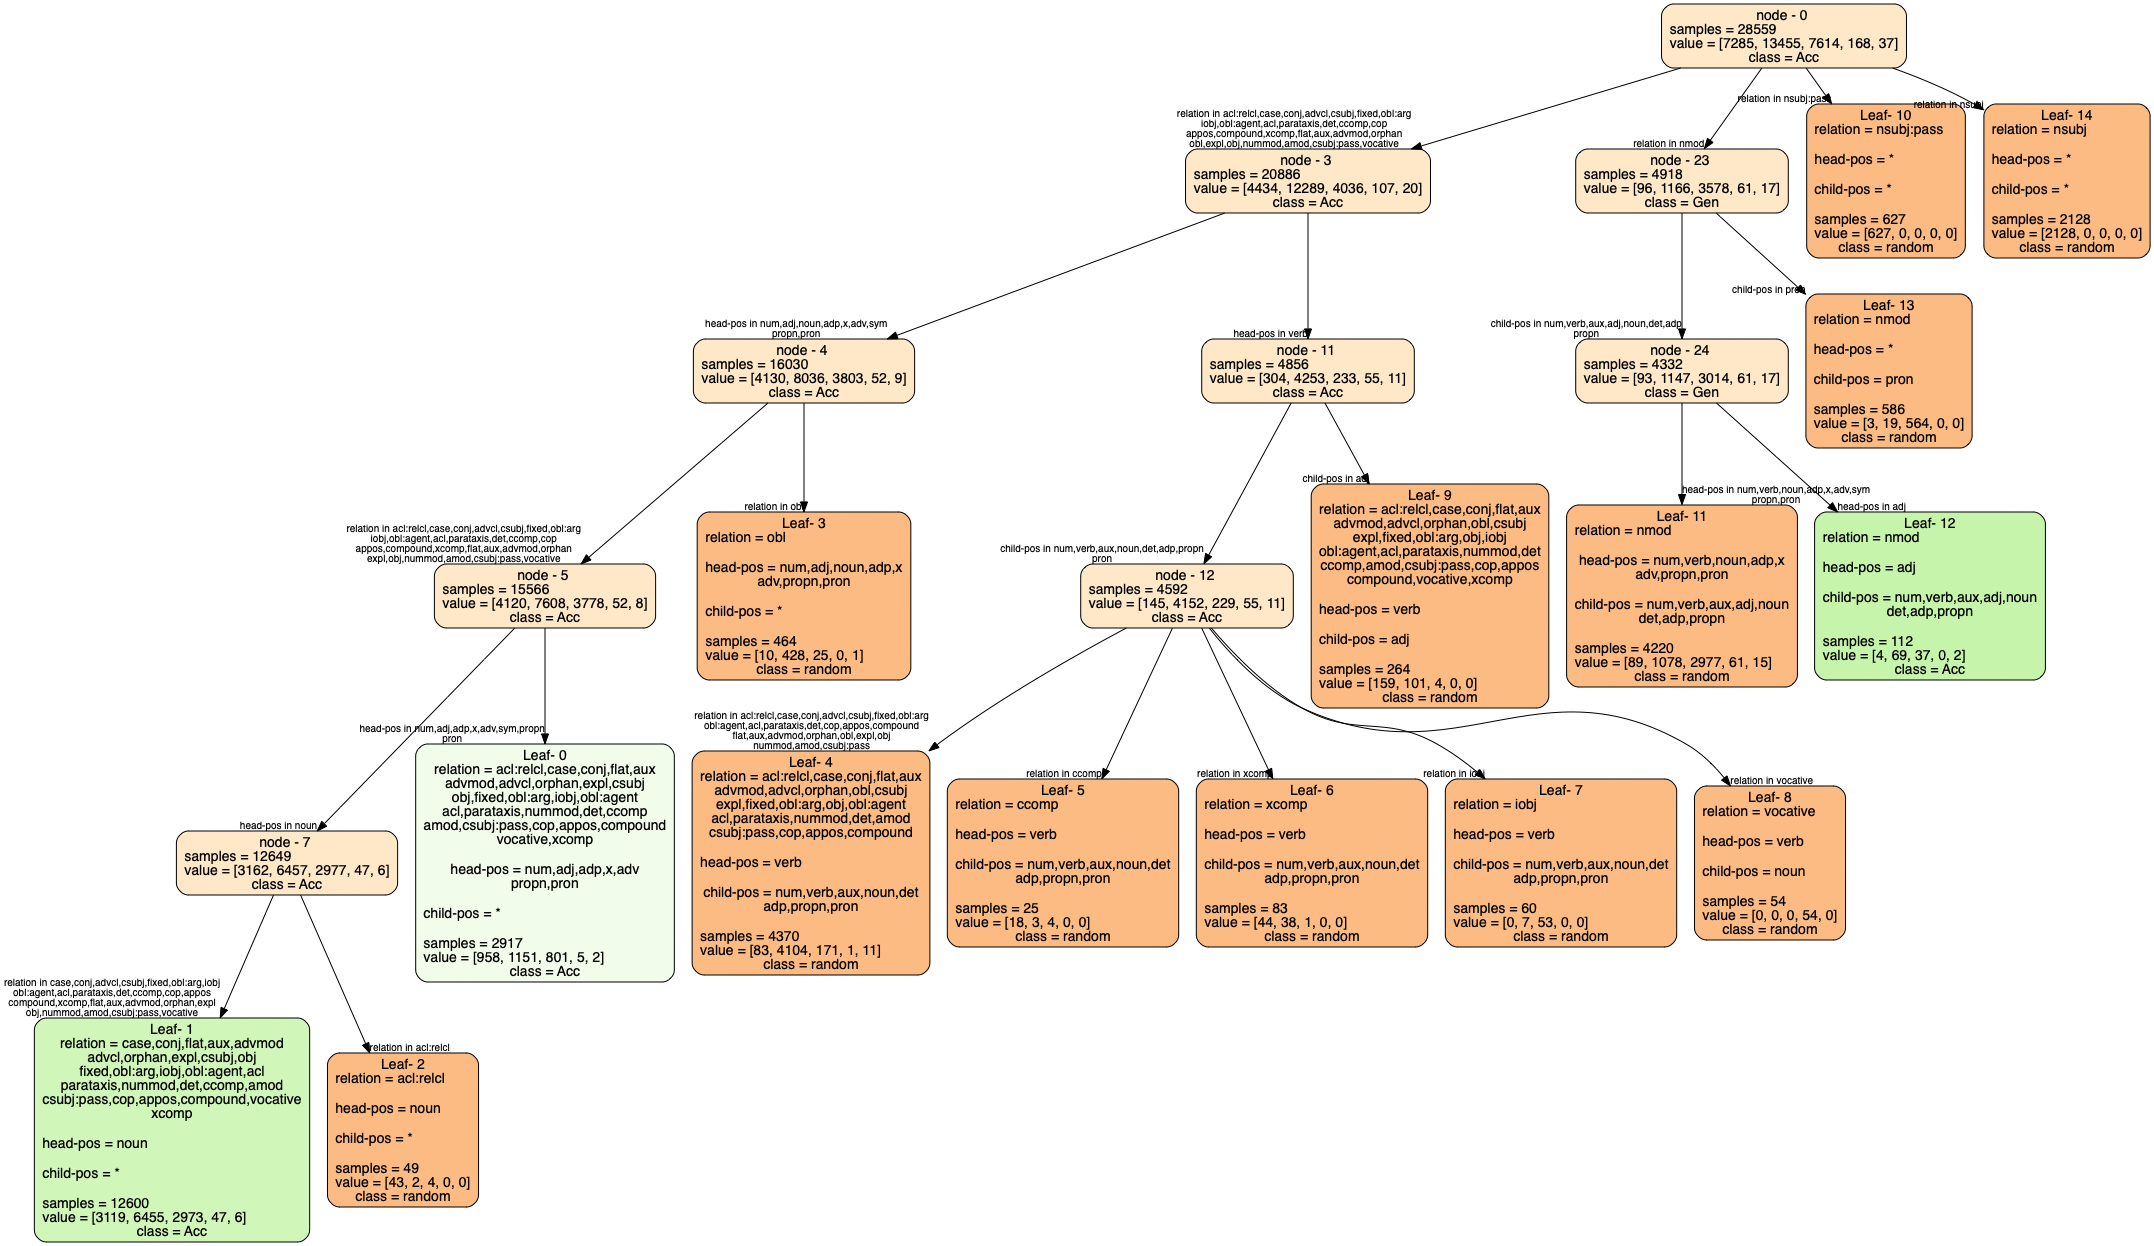 node - 0
samples = 28559
value = [7285, 13455, 7614, 168, 37]
class = Acc
relation in acl:relcl,case,conj,advcl,csubj,fixed,obl:arg
iobj,obl:agent,acl,parataxis,det,ccomp,cop
appos,compound,xcomp,flat,aux,advmod,orphan
obl,expl,obj,nummod,amod,csubj:pass,vocative
node - 3
samples = 20886
value = [4434, 12289, 4036, 107, 20]
class = Acc
relation in nmod
node - 23
samples = 4918
value = [96, 1166, 3578, 61, 17]
class = Gen
relation in nsubj:pass
Leaf- 10
relation = nsubj:pass
head-pos = *
child-pos = *
samples = 627
value = [627, 0, 0, 0, 0]
class = random
relation in nsubj
Leaf- 14
relation = nsubj
head-pos = *
child-pos = *
samples = 2128
value = [2128, 0, 0, 0, 0]
class = random
head-pos in num,adj,noun,adp,x,adv,sym
propn,pron
node - 4
samples = 16030
value = [4130, 8036, 3803, 52, 9]
class = Acc
head-pos in verb
node - 11
samples = 4856
value = [304, 4253, 233, 55, 11]
class = Acc
child-pos in num,verb,aux,adj,noun,det,adp
propn
node - 24
samples = 4332
value = [93, 1147, 3014, 61, 17]
class = Gen
child-pos in pron
Leaf- 13
relation = nmod
head-pos = *
child-pos = pron
samples = 586
value = [3, 19, 564, 0, 0]
class = random
relation in acl:relcl,case,conj,advcl,csubj,fixed,obl:arg
iobj,obl:agent,acl,parataxis,det,ccomp,cop
appos,compound,xcomp,flat,aux,advmod,orphan
expl,obj,nummod,amod,csubj:pass,vocative
node - 5
samples = 15566
value = [4120, 7608, 3778, 52, 8]
class = Acc
relation in obl
Leaf- 3
relation = obl
head-pos = num,adj,noun,adp,x
adv,propn,pron
child-pos = *
samples = 464
value = [10, 428, 25, 0, 1]
class = random
child-pos in num,verb,aux,noun,det,adp,propn
pron
node - 12
samples = 4592
value = [145, 4152, 229, 55, 11]
class = Acc
child-pos in adj
Leaf- 9
relation = acl:relcl,case,conj,flat,aux
advmod,advcl,orphan,obl,csubj
expl,fixed,obl:arg,obj,iobj
obl:agent,acl,parataxis,nummod,det
ccomp,amod,csubj:pass,cop,appos
compound,vocative,xcomp
head-pos = verb
child-pos = adj
samples = 264
value = [159, 101, 4, 0, 0]
class = random
head-pos in num,verb,noun,adp,x,adv,sym
propn,pron
Leaf- 11
relation = nmod
head-pos = num,verb,noun,adp,x
adv,propn,pron
child-pos = num,verb,aux,adj,noun
det,adp,propn
samples = 4220
value = [89, 1078, 2977, 61, 15]
class = random
head-pos in adj
Leaf- 12
relation = nmod
head-pos = adj
child-pos = num,verb,aux,adj,noun
det,adp,propn
samples = 112
value = [4, 69, 37, 0, 2]
class = Acc
head-pos in noun
node - 7
samples = 12649
value = [3162, 6457, 2977, 47, 6]
class = Acc
head-pos in num,adj,adp,x,adv,sym,propn
pron
Leaf- 0
relation = acl:relcl,case,conj,flat,aux
advmod,advcl,orphan,expl,csubj
obj,fixed,obl:arg,iobj,obl:agent
acl,parataxis,nummod,det,ccomp
amod,csubj:pass,cop,appos,compound
vocative,xcomp
head-pos = num,adj,adp,x,adv
propn,pron
child-pos = *
samples = 2917
value = [958, 1151, 801, 5, 2]
class = Acc
relation in acl:relcl,case,conj,advcl,csubj,fixed,obl:arg
obl:agent,acl,parataxis,det,cop,appos,compound
flat,aux,advmod,orphan,obl,expl,obj
nummod,amod,csubj:pass
Leaf- 4
relation = acl:relcl,case,conj,flat,aux
advmod,advcl,orphan,obl,csubj
expl,fixed,obl:arg,obj,obl:agent
acl,parataxis,nummod,det,amod
csubj:pass,cop,appos,compound
head-pos = verb
child-pos = num,verb,aux,noun,det
adp,propn,pron
samples = 4370
value = [83, 4104, 171, 1, 11]
class = random
relation in ccomp
Leaf- 5
relation = ccomp
head-pos = verb
child-pos = num,verb,aux,noun,det
adp,propn,pron
samples = 25
value = [18, 3, 4, 0, 0]
class = random
relation in xcomp
Leaf- 6
relation = xcomp
head-pos = verb
child-pos = num,verb,aux,noun,det
adp,propn,pron
samples = 83
value = [44, 38, 1, 0, 0]
class = random
relation in iobj
Leaf- 7
relation = iobj
head-pos = verb
child-pos = num,verb,aux,noun,det
adp,propn,pron
samples = 60
value = [0, 7, 53, 0, 0]
class = random
relation in vocative
Leaf- 8
relation = vocative
head-pos = verb
child-pos = noun
samples = 54
value = [0, 0, 0, 54, 0]
class = random
relation in case,conj,advcl,csubj,fixed,obl:arg,iobj
obl:agent,acl,parataxis,det,ccomp,cop,appos
compound,xcomp,flat,aux,advmod,orphan,expl
obj,nummod,amod,csubj:pass,vocative
Leaf- 1
relation = case,conj,flat,aux,advmod
advcl,orphan,expl,csubj,obj
fixed,obl:arg,iobj,obl:agent,acl
parataxis,nummod,det,ccomp,amod
csubj:pass,cop,appos,compound,vocative
xcomp
head-pos = noun
child-pos = *
samples = 12600
value = [3119, 6455, 2973, 47, 6]
class = Acc
relation in acl:relcl
Leaf- 2
relation = acl:relcl
head-pos = noun
child-pos = *
samples = 49
value = [43, 2, 4, 0, 0]
class = random